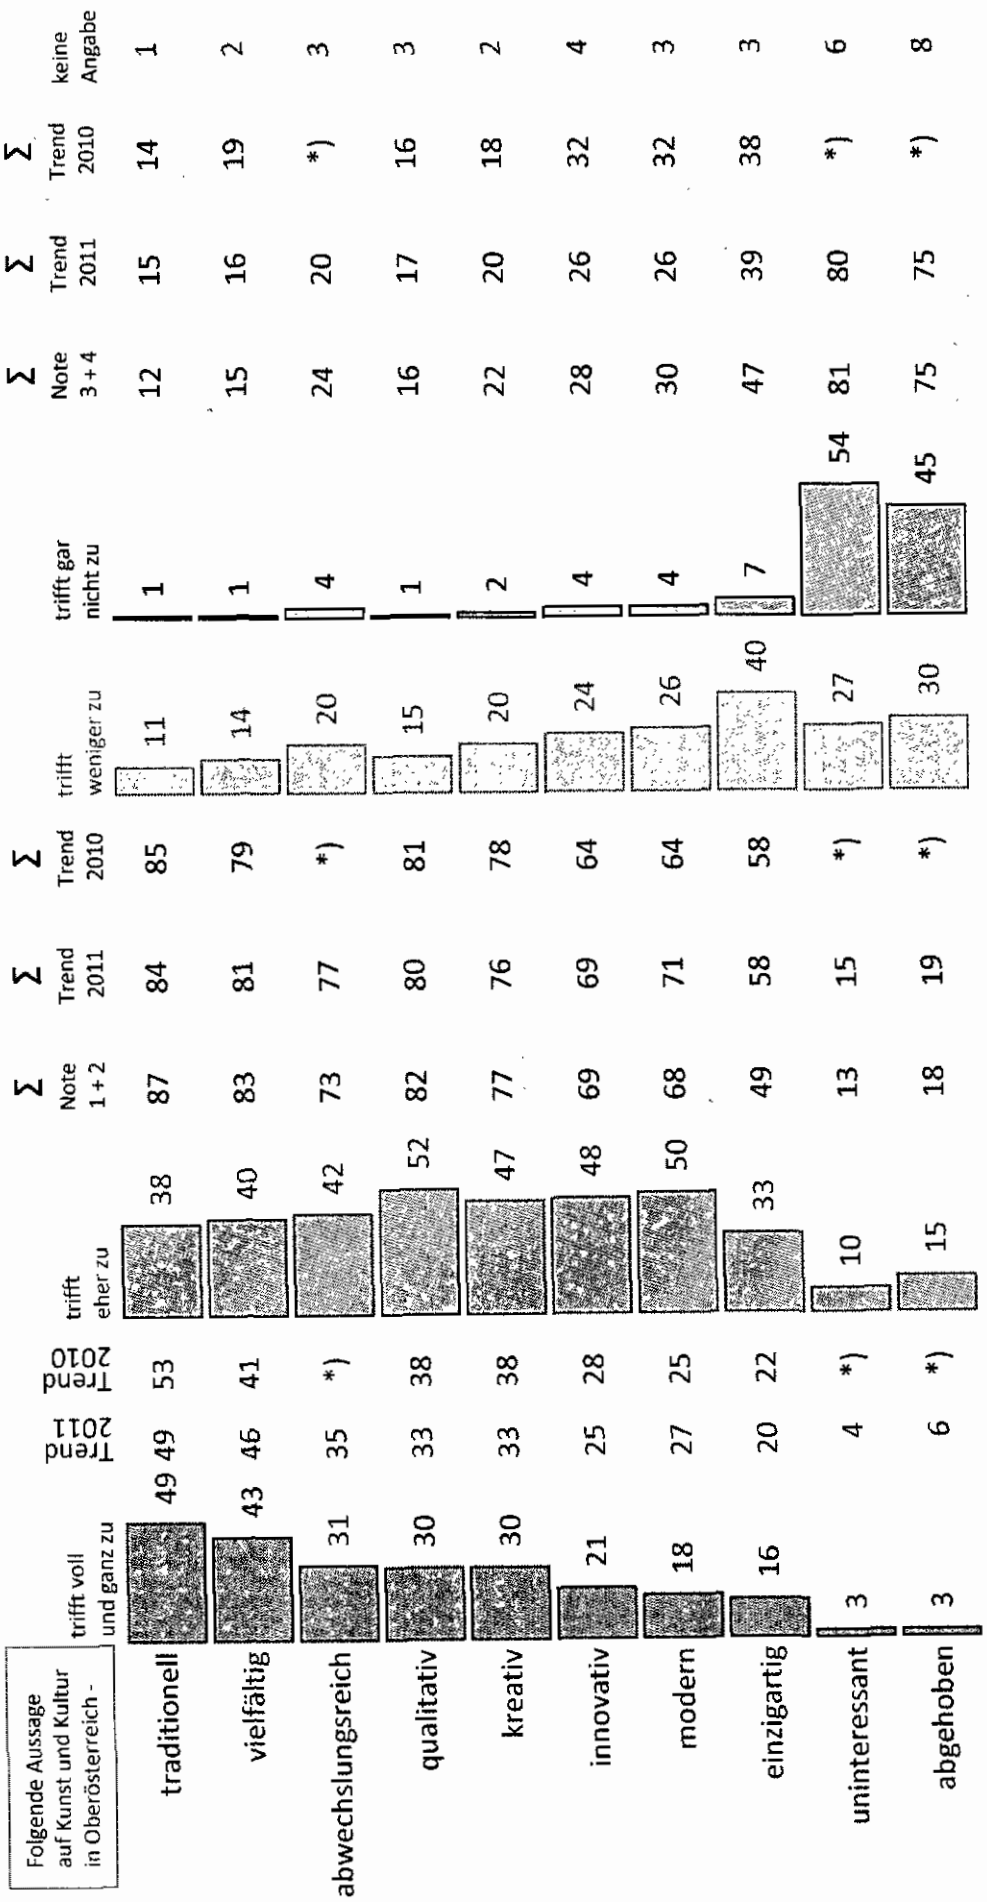 Folgende Aussage
auf Kunst und Kultur
in Oberösterreich -
trifft voll
und ganz zu
Trend
2011
Trend
2010
trifft
eher zu
Σ
Note
1 + 2
Σ
Trend
2011
Σ
Trend
2010
trifft
weniger zu
trifft gar
nicht zu
Σ
Note
3 + 4
Σ
Trend
2011
Σ
Trend
2010
keine
Angabe
traditionell 49 49 53 38 87 84 85 11 1 12 15 14 1
vielfältig 43 46 41 40 83 81 79 14 1 15 16 19 2
abwechslungsreich 31 35 *) 42 73 77 *) 20 4 24 20 *) 3
qualitativ 30 33 38 52 82 80 81 15 1 16 17 16 3
kreativ 30 33 38 47 77 76 78 20 2 22 20 18 2
innovativ 21 25 28 48 69 69 64 24 4 28 26 32 4
modern 18 27 25 50 68 71 64 26 4 30 26 32 3
einzigartig 16 20 22 33 49 58 58 40 7 47 39 38 3
uninteressant 3 4 *) 10 13 15 *) 27 54 81 80 *) 6
abgehoben 3 6 *) 15 18 19 *) 30 45 75 75 *) 8